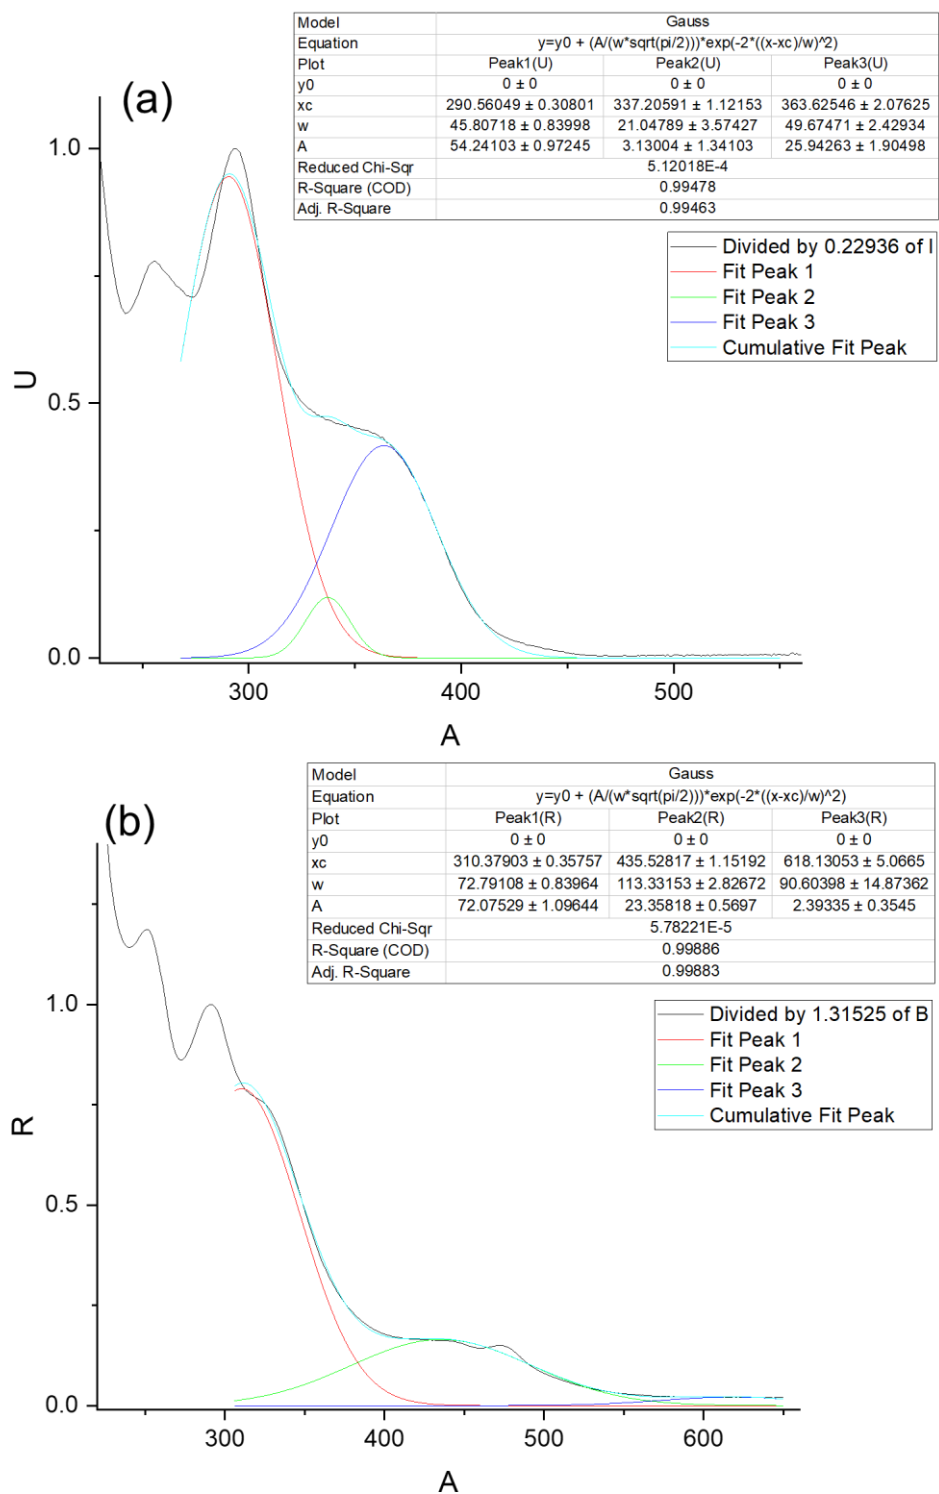 (a)
Model Gauss
Equation y=y0 + (A/(w*sqrt(pi/2)))*exp(-2*((x-xc)/w)^2)
Plot Peak1(U) Peak2(U) Peak3(U)
y0 0 ± 0 0 ± 0 0 ± 0
xc 290.56049 ± 0.30801 337.20591 ± 1.12153 363.62546 ± 2.07625
w 45.80718 ± 0.83998 21.04789 ± 3.57427 49.67471 ± 2.42934
A 54.24103 ± 0.97245 3.13004 ± 1.34103 25.94263 ± 1.90498
Reduced Chi-Sqr 5.12018E-4
R-Square (COD) 0.99478
Adj. R-Square 0.99463
Divided by 0.22936 of I
Fit Peak 1
Fit Peak 2
Fit Peak 3
Cumulative Fit Peak
1.0
0.5
0.0
U
300 400 500
A
(b)
Model Gauss
Equation y=y0 + (A/(w*sqrt(pi/2)))*exp(-2*((x-xc)/w)^2)
Plot Peak1(R) Peak2(R) Peak3(R)
y0 0 ± 0 0 ± 0 0 ± 0
xc 310.37903 ± 0.35757 435.52817 ± 1.15192 618.13053 ± 5.0665
w 72.79108 ± 0.83964 113.33153 ± 2.82672 90.60398 ± 14.87362
A 72.07529 ± 1.09644 23.35818 ± 0.5697 2.39335 ± 0.3545
Reduced Chi-Sqr 5.78221E-5
R-Square (COD) 0.99886
Adj. R-Square 0.99883
Divided by 1.31525 of B
Fit Peak 1
Fit Peak 2
Fit Peak 3
Cumulative Fit Peak
1.0
0.5
0.0
R
300 400 500 600
A